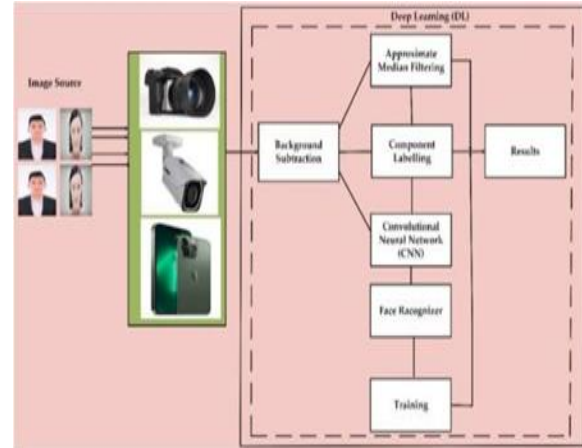 Deep Learning (DL)
Image Source
Approximate
Median Filtering
Background
Subtraction
Component
Labelling
Results
Convolutional
Neural Network
(CNN)
Face Recognizer
Training